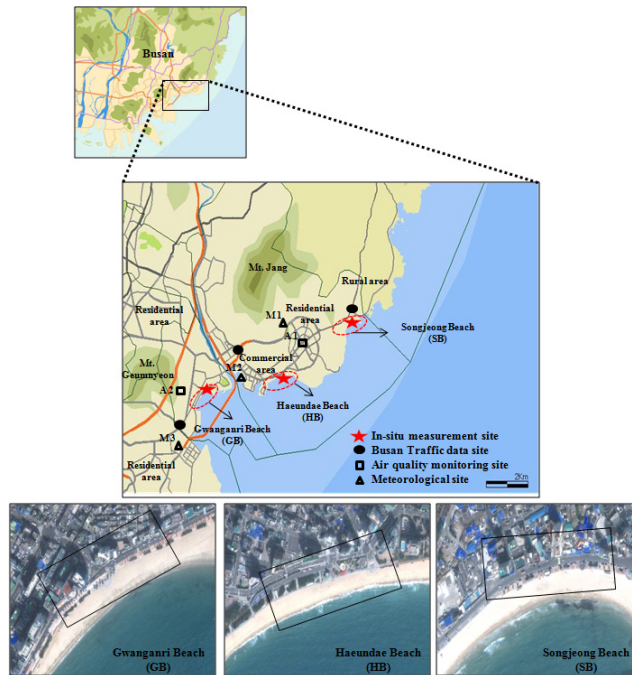 Busan
Mt. Jang
Rural area
Residential
area
M1
A1
Songjeong Beach
(SB)
Residential
area
Commercial
area
Mt.
Geumnyeon
M2
A2
Haeundae Beach
(HB)
Gwanganri Beach
(GB)
M3
Residential
area
In-situ measurement site
Busan Traffic data site
Air quality monitoring site
Meteorological site
2Km
Gwanganri Beach
(GB)
Haeundae Beach
(HB)
Songjeong Beach
(SB)